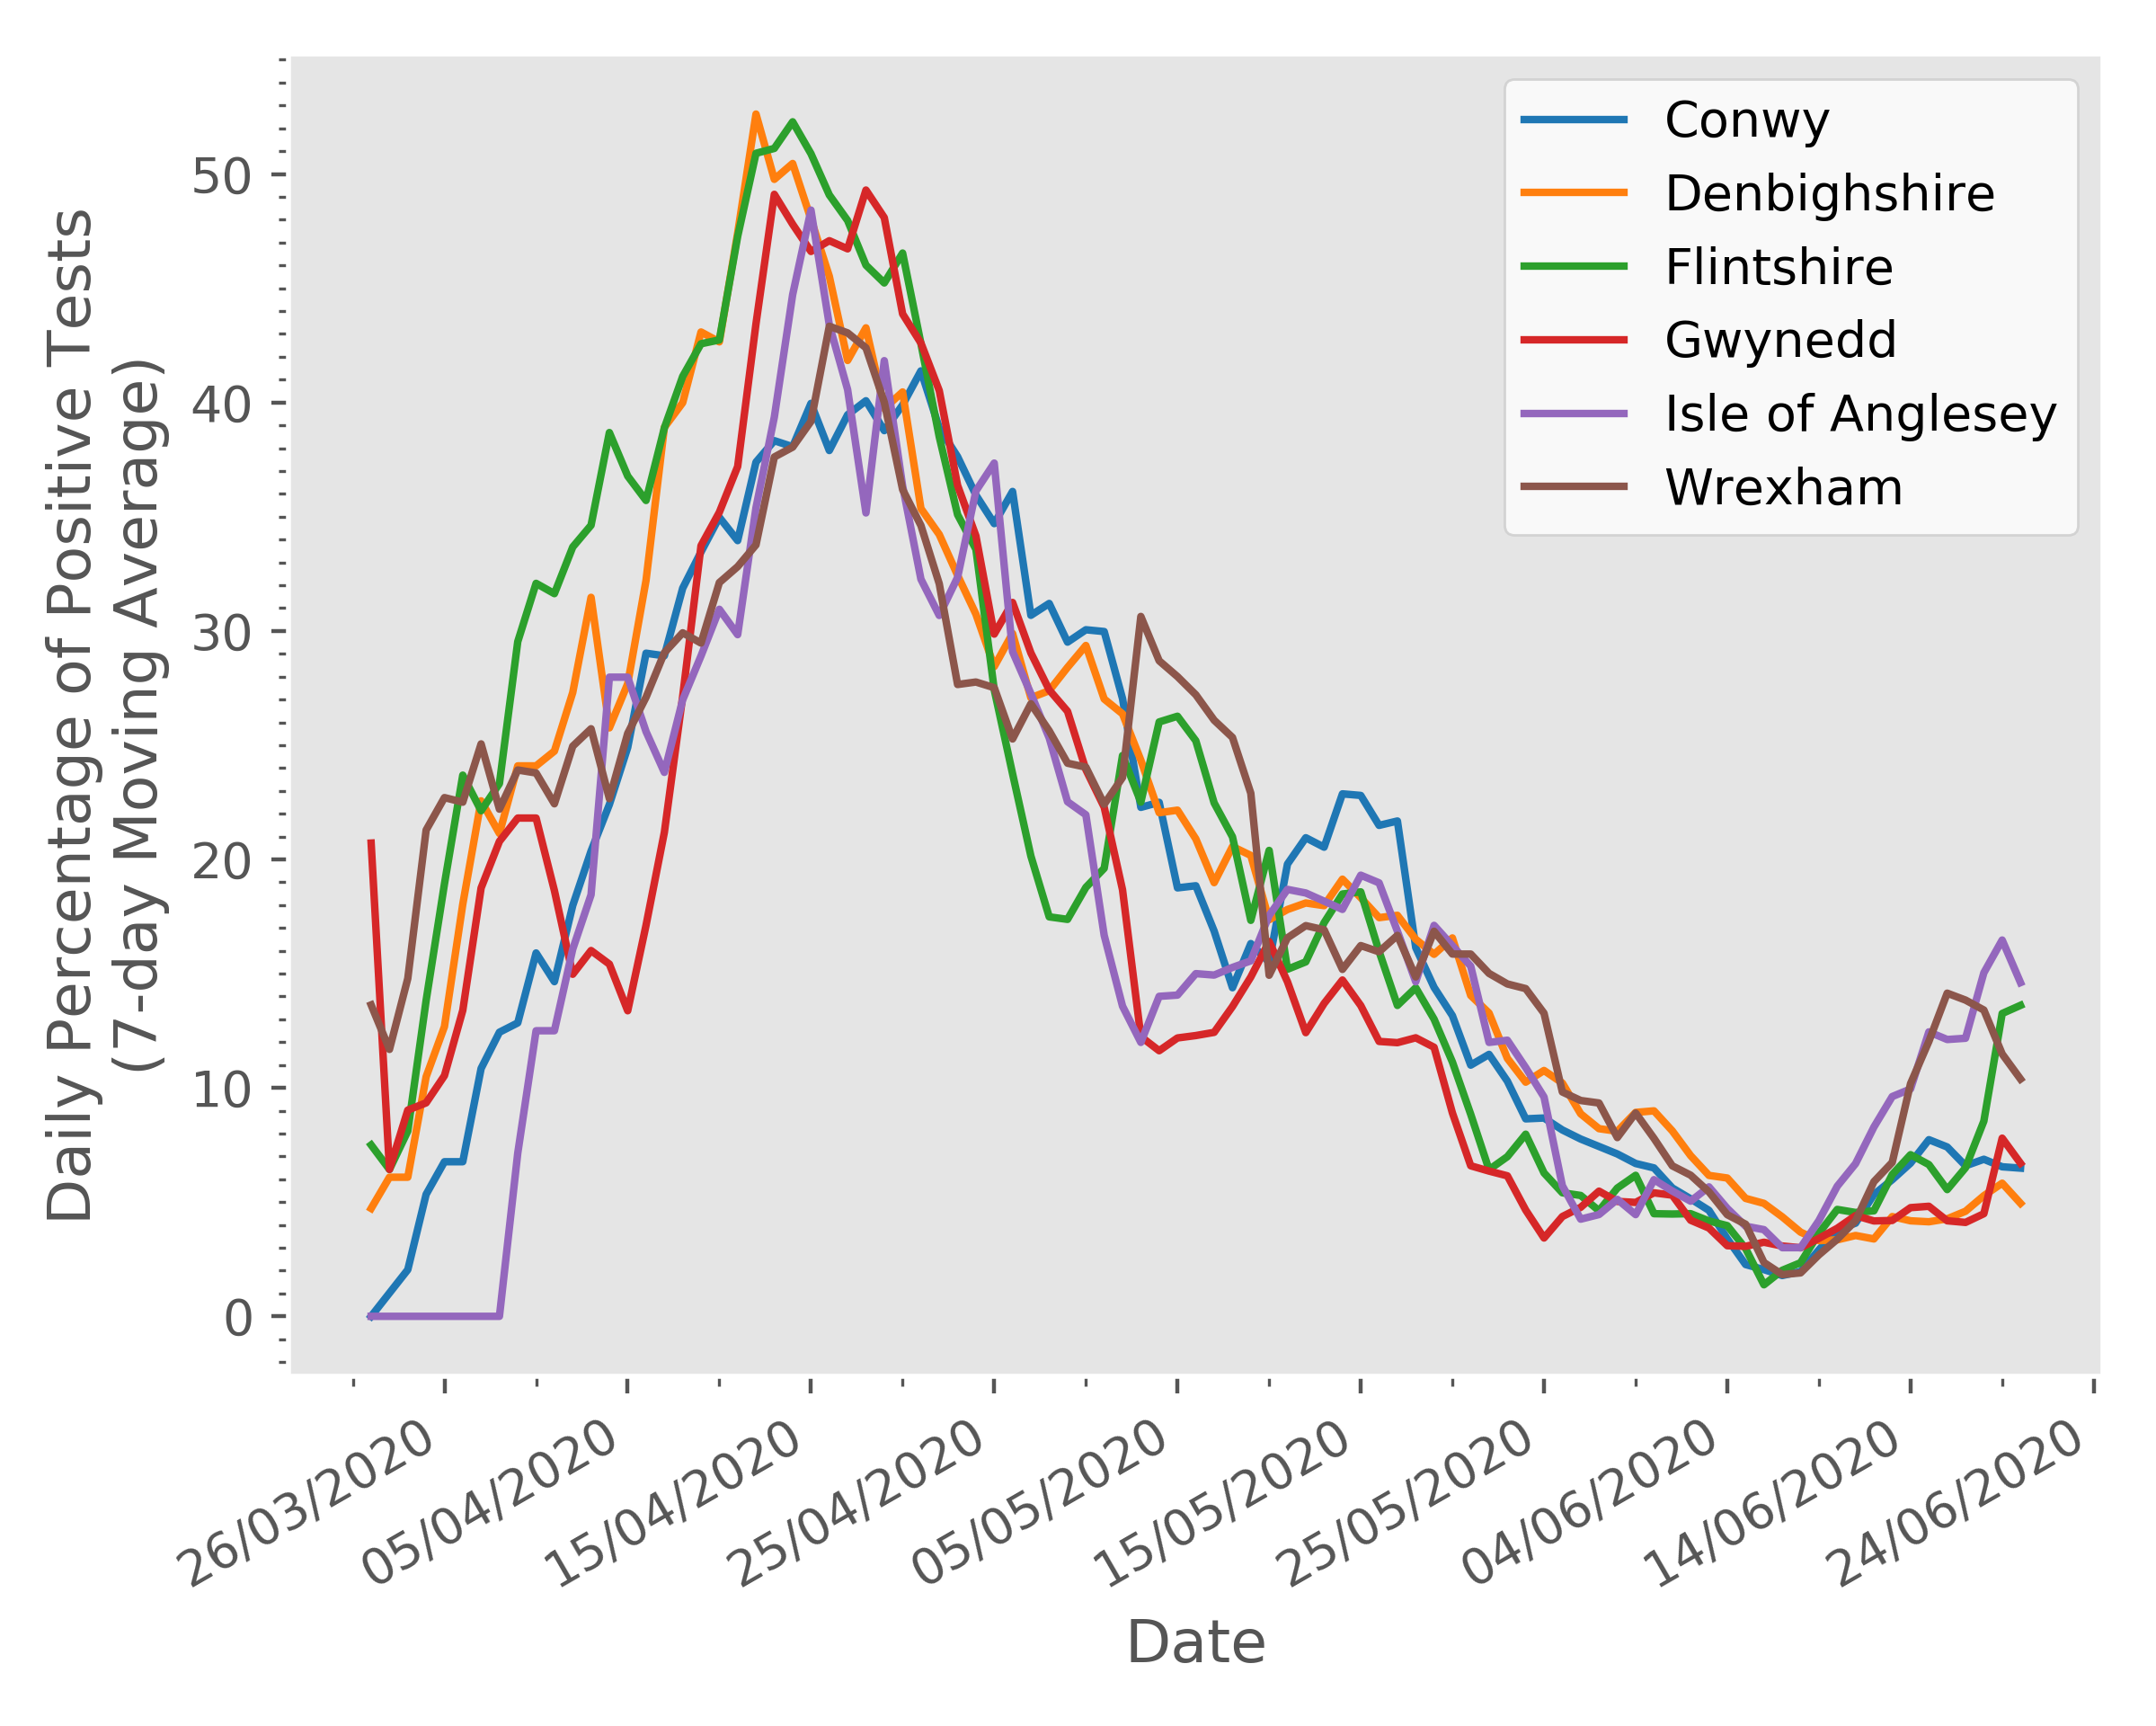 Daily Percentage of Positive Tests
(7-day Moving Average)
50
40
30
20
10
0
Conwy
Denbighshire
Flintshire
Gwynedd
Isle of Anglesey
Wrexham
26/03/2020
05/04/2020
15/04/2020
25/04/2020
05/05/2020
15/05/2020
25/05/2020
04/06/2020
14/06/2020
24/06/2020
Date